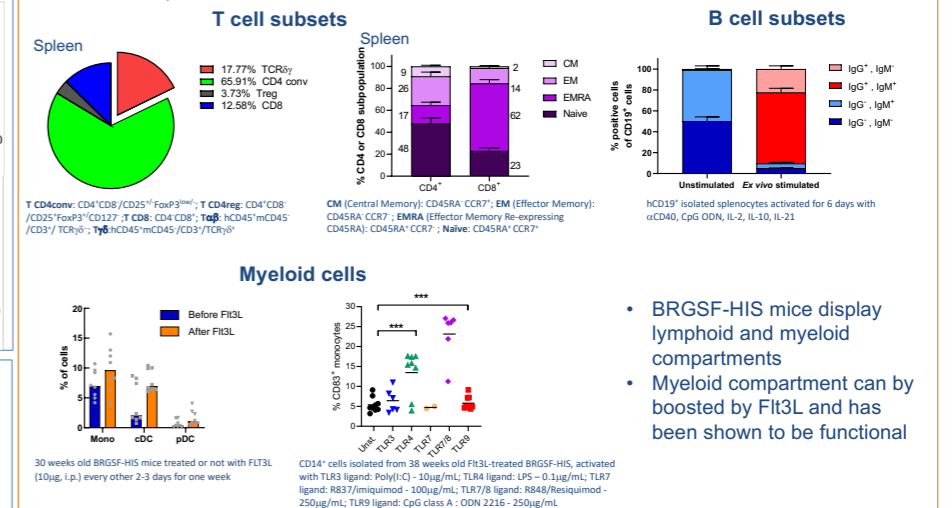 T cell subsets
Spleen
17.77% TCRδγ
65.91% CD4 conv
3.73% Treg
12.58% CD8
T CD4conv: CD4⁺CD8⁻/CD25⁺/⁻FoxP3ˡᵒʷ/⁻; T CD4reg: CD4⁺CD8⁻
/CD25⁺FoxP3⁺/CD127⁻;T CD8: CD4⁻CD8⁺; Tαβ: hCD45⁺mCD45⁻
/CD3⁺/ TCRγδ⁻; Tγδ:hCD45⁺mCD45⁻/CD3⁺/TCRγδ⁺
Spleen
% CD4 or CD8 subpopulation
100
80
60
40
20
0
9
26
17
48
2
14
62
23
CD4⁺
CD8⁺
CM
EM
EMRA
Naive
CM (Central Memory): CD45RA⁻CCR7⁺; EM (Effector Memory):
CD45RA⁻CCR7⁻; EMRA (Effector Memory Re-expressing
CD45RA): CD45RA⁺CCR7⁻; Naïve: CD45RA⁺CCR7⁺
B cell subsets
% positive cells
of CD19⁺ cells
100
80
60
40
20
0
Unstimulated
Ex vivo stimulated
IgG⁺, IgM⁻
IgG⁺, IgM⁺
IgG⁻, IgM⁺
IgG⁻, IgM⁻
hCD19⁺ isolated splenocytes activated for 6 days with
αCD40, CpG ODN, IL-2, IL-10, IL-21
Myeloid cells
% of cells
20
15
10
5
0
Mono
cDC
pDC
Before Flt3L
After Flt3L
30 weeks old BRGSF-HIS mice treated or not with FLT3L
(10µg, i.p.) every other 2-3 days for one week
% CD83⁺ monocytes
30
25
20
15
10
5
0
***
***
Unst.
TLR3
TLR4
TLR7
TLR7/8
TLR9
CD14⁺ cells isolated from 38 weeks old Flt3L-treated BRGSF-HIS, activated
with TLR3 ligand: Poly(I:C) - 10µg/mL; TLR4 ligand: LPS – 0.1µg/mL; TLR7
ligand: R837/imiquimod - 100µg/mL; TLR7/8 ligand: R848/Resiquimod -
250µg/mL; TLR9 ligand: CpG class A : ODN 2216 - 250µg/mL
• BRGSF-HIS mice display
lymphoid and myeloid
compartments
• Myeloid compartment can by
boosted by Flt3L and has
been shown to be functional